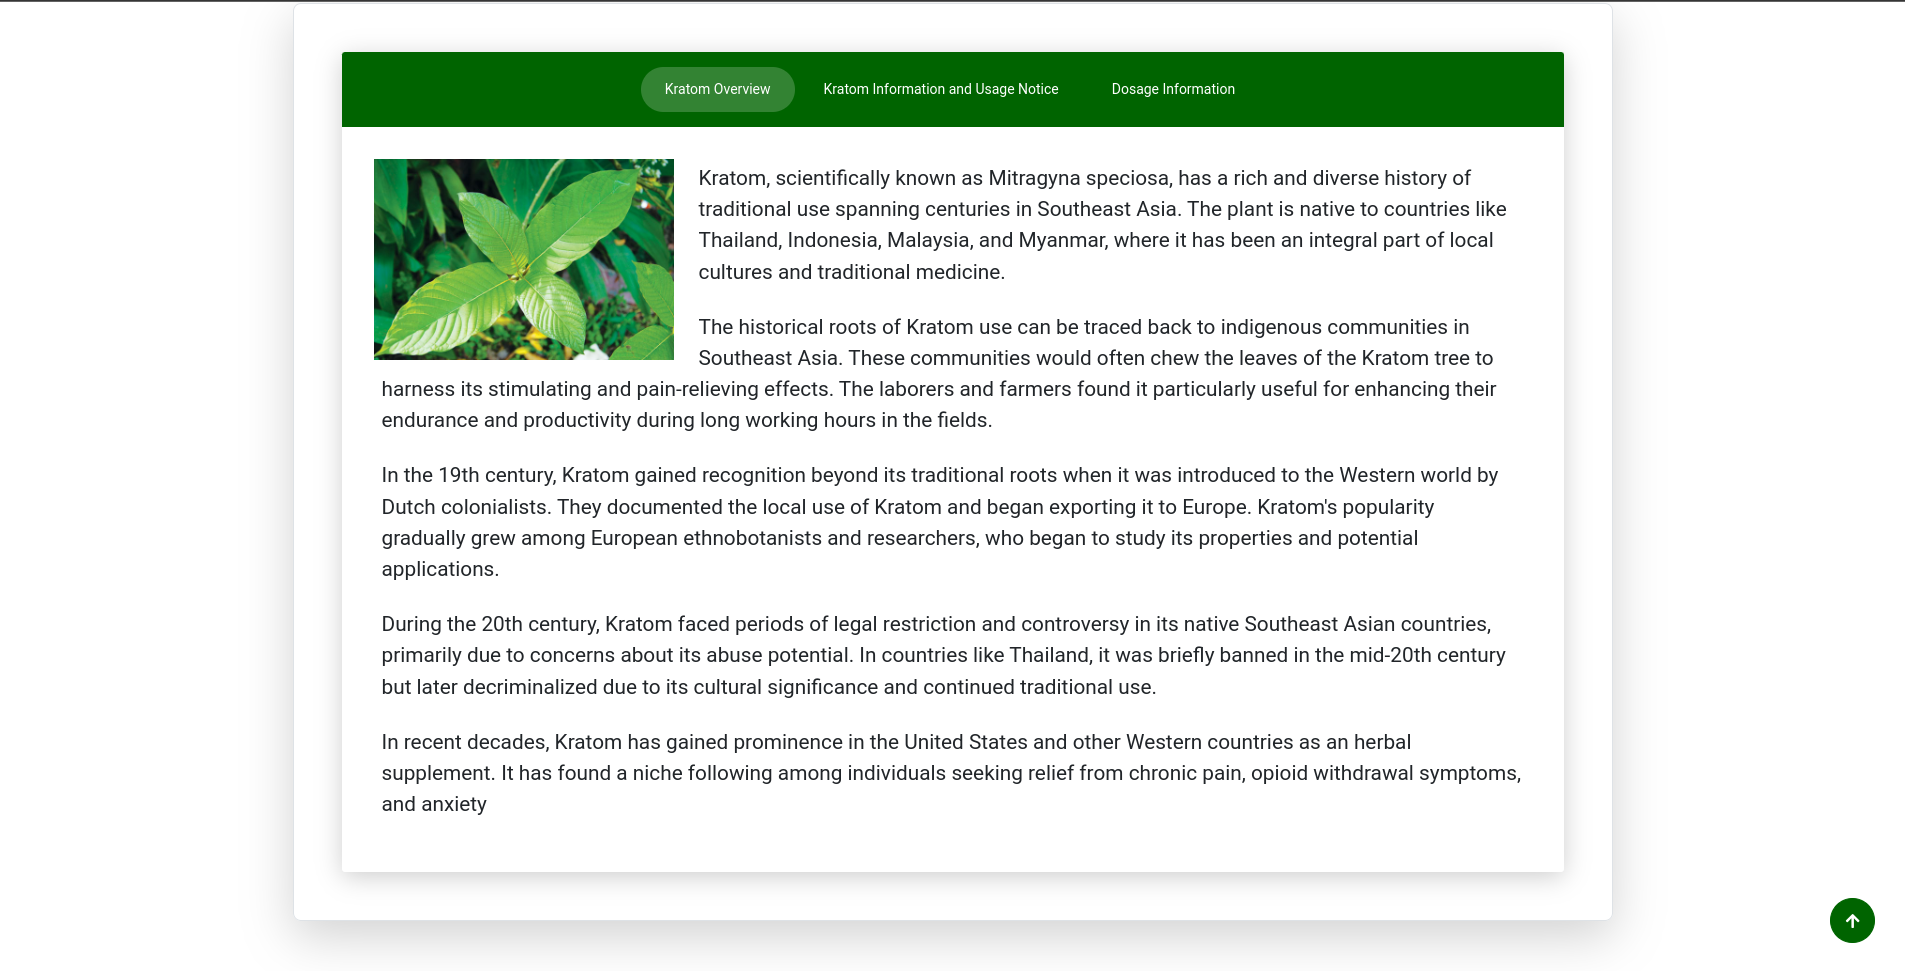 Kratom Overview
Kratom Information and Usage Notice
Dosage Information
Kratom, scientifically known as Mitragyna speciosa, has a rich and diverse history of
traditional use spanning centuries in Southeast Asia. The plant is native to countries like
Thailand, Indonesia, Malaysia, and Myanmar, where it has been an integral part of local
cultures and traditional medicine.
The historical roots of Kratom use can be traced back to indigenous communities in
Southeast Asia. These communities would often chew the leaves of the Kratom tree to
harness its stimulating and pain-relieving effects. The laborers and farmers found it particularly useful for enhancing their
endurance and productivity during long working hours in the fields.
In the 19th century, Kratom gained recognition beyond its traditional roots when it was introduced to the Western world by
Dutch colonialists. They documented the local use of Kratom and began exporting it to Europe. Kratom's popularity
gradually grew among European ethnobotanists and researchers, who began to study its properties and potential
applications.
During the 20th century, Kratom faced periods of legal restriction and controversy in its native Southeast Asian countries,
primarily due to concerns about its abuse potential. In countries like Thailand, it was briefly banned in the mid-20th century
but later decriminalized due to its cultural significance and continued traditional use.
In recent decades, Kratom has gained prominence in the United States and other Western countries as an herbal
supplement. It has found a niche following among individuals seeking relief from chronic pain, opioid withdrawal symptoms,
and anxiety